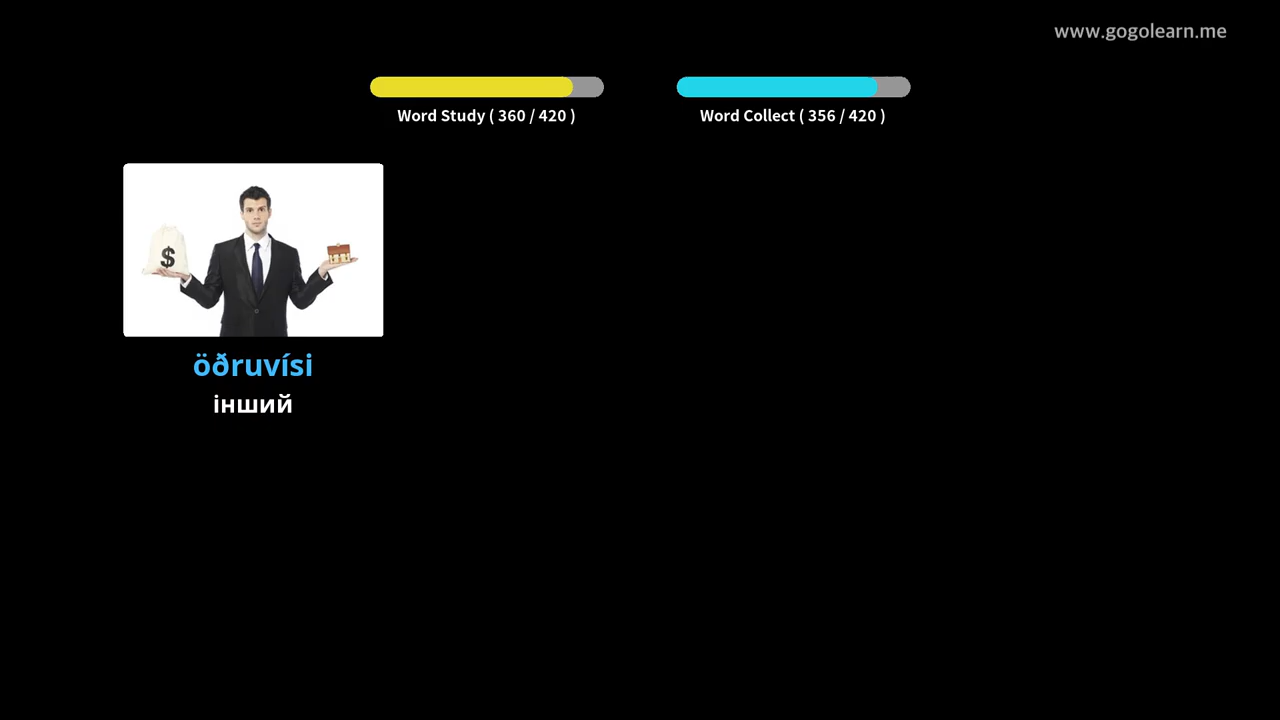 www.gogolearn.me
Word Study ( 360 / 420 )
Word Collect ( 356 / 420 )
$
öðruvísi
інший